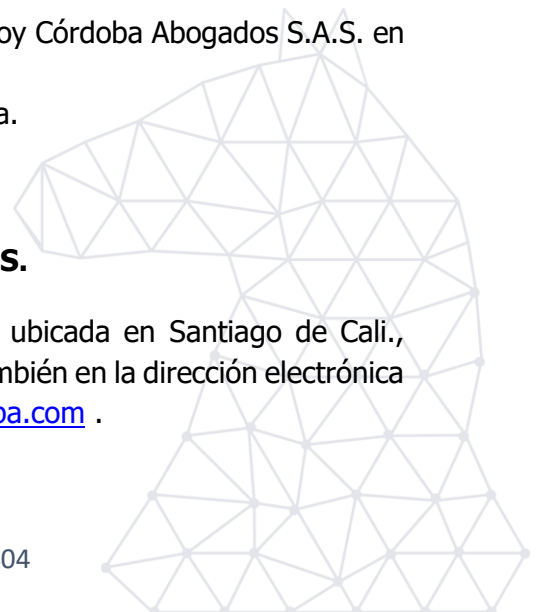 oy Córdoba Abogados S.A.S. en
a.
S.
ubicada en Santiago de Cali.,
mbién en la dirección electrónica
ba.com .
04